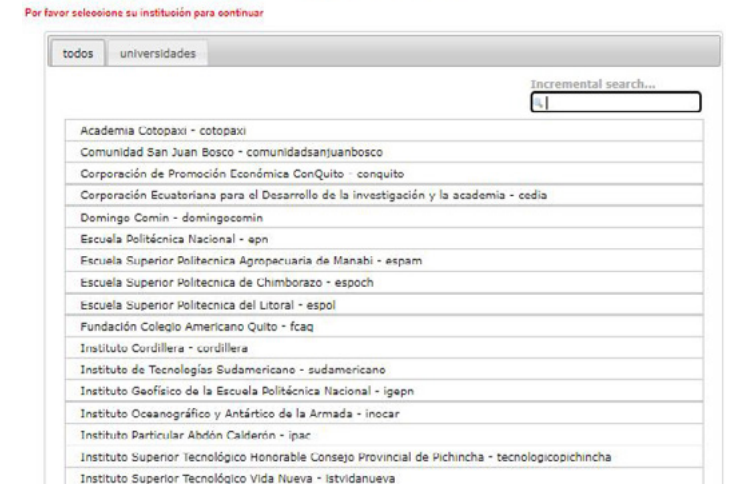 Por favor seleccione su institución para continuar
todos universidades
Incremental search...
Academia Cotopaxi - cotopaxi
Comunidad San Juan Bosco - comunidadsanjuanbosco
Corporación de Promoción Económica ConQuito - conquito
Corporación Ecuatoriana para el Desarrollo de la investigación y la academia - cedia
Domingo Comin - domingocomin
Escuela Politécnica Nacional - epn
Escuela Superior Politecnica Agropecuaria de Manabi - espam
Escuela Superior Politecnica de Chimborazo - espoch
Escuela Superior Politecnica del Litoral - espol
Fundación Colegio Americano Quito - fcaq
Instituto Cordillera - cordillera
Instituto de Tecnologías Sudamericano - sudamericano
Instituto Geofísico de la Escuela Politécnica Nacional - igepn
Instituto Oceanográfico y Antártico de la Armada - inocar
Instituto Particular Abdón Calderón - ipac
Instituto Superior Tecnológico Honorable Consejo Provincial de Pichincha - tecnologicopichincha
Instituto Superior Tecnológico Vida Nueva - istvidanueva